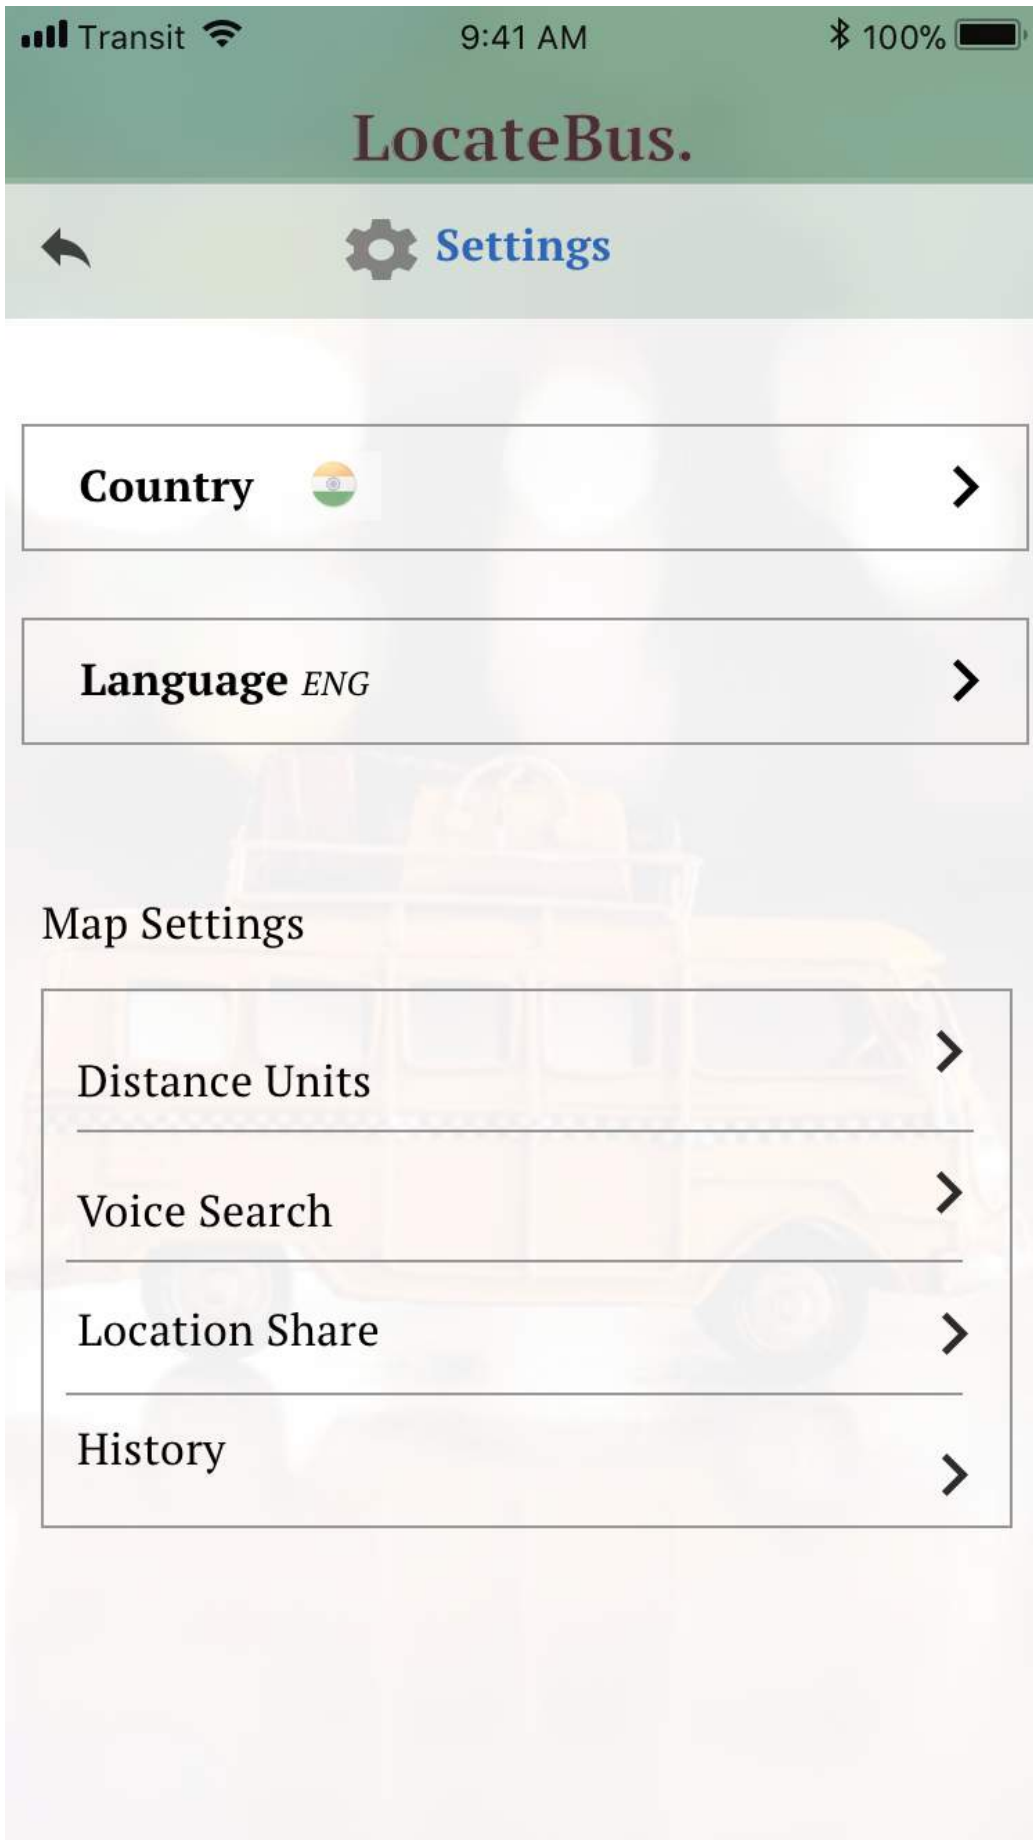 Transit 9:41 AM 100%
LocateBus.
Settings
Country
Language ENG
Map Settings
Distance Units
Voice Search
Location Share
History